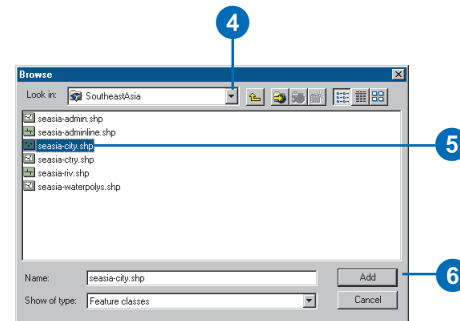 4
Browse
Look in: SoutheastAsia
seasia-admin.shp
seasia-adminline.shp
seasia-city.shp
5
seasia-ctry.shp
seasia-riv.shp
seasia-waterpolys.shp
Name: seasia-city.shp Add
6
Show of type: Feature classes Cancel